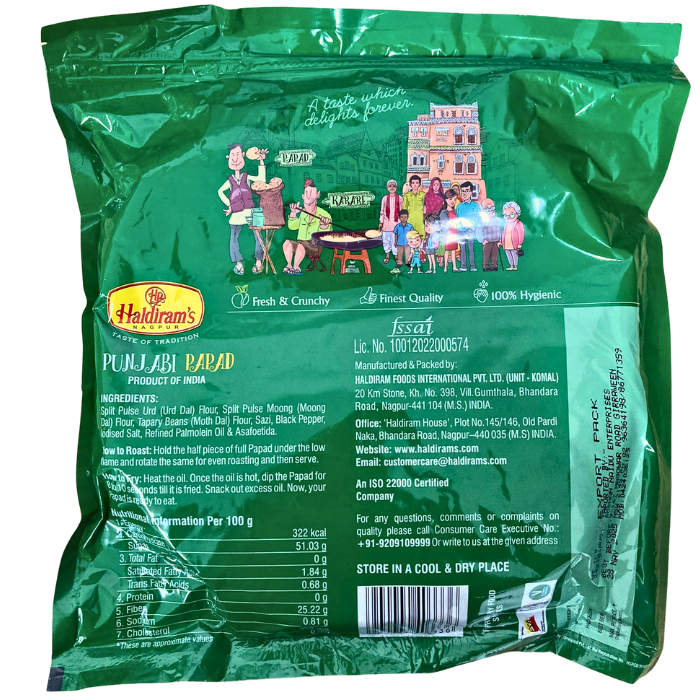 A taste which
delights forever.
PAPAD
KARARE
Fresh & Crunchy
Finest Quality
100% Hygienic
Haldiram's
NAGPUR
TASTE OF TRADITION
PUNJABI PAPAD
PRODUCT OF INDIA
INGREDIENTS:
Split Pulse Urd (Urd Dal) Flour, Split Pulse Moong (Moong
Dal) Flour, Tapary Beans (Moth Dal) Flour, Sazi, Black Pepper,
Iodised Salt, Refined Palmolein Oil & Asafoetida.
How to Roast: Hold the half piece of full Papad under the low
flame and rotate the same for even roasting and then serve.
How to Fry: Heat the oil. Once the oil is hot, dip the Papad for
seconds till it is fried. Snack out excess oil. Now, your
Papad is ready to eat.
Nutritional Information Per 100 g
322 kcal
51.03 g
3. Total Fat 0 g
Saturated Fatty 1.84 g
Trans Fatty Acids 0.68 g
4. Protein 0 g
5. Fiber 25.22 g
6. Sodium 0.81 g
7. Cholesterol
*These are approximate values
fssai
Lic. No. 10012022000574
Manufactured & Packed by:
HALDIRAM FOODS INTERNATIONAL PVT. LTD. (UNIT - KOMAL)
20 Km Stone, Kh. No. 398, Vill.Gumthala, Bhandara
Road, Nagpur-441 104 (M.S.) INDIA.
Office: 'Haldiram House', Plot No.145/146, Old Pardi
Naka, Bhandara Road, Nagpur–440 035 (M.S) INDIA.
Website: www.haldirams.com
Email: customercare@haldirams.com
An ISO 22000 Certified
Company
For any questions, comments or complaints on
quality please call Consumer Care Executive No.:
+91-9209109999 Or write to us at the given address
STORE IN A COOL & DRY PLACE
EXPORT PACK
NAIDU ENTERPRISES
ROAD GIRRAWEEN